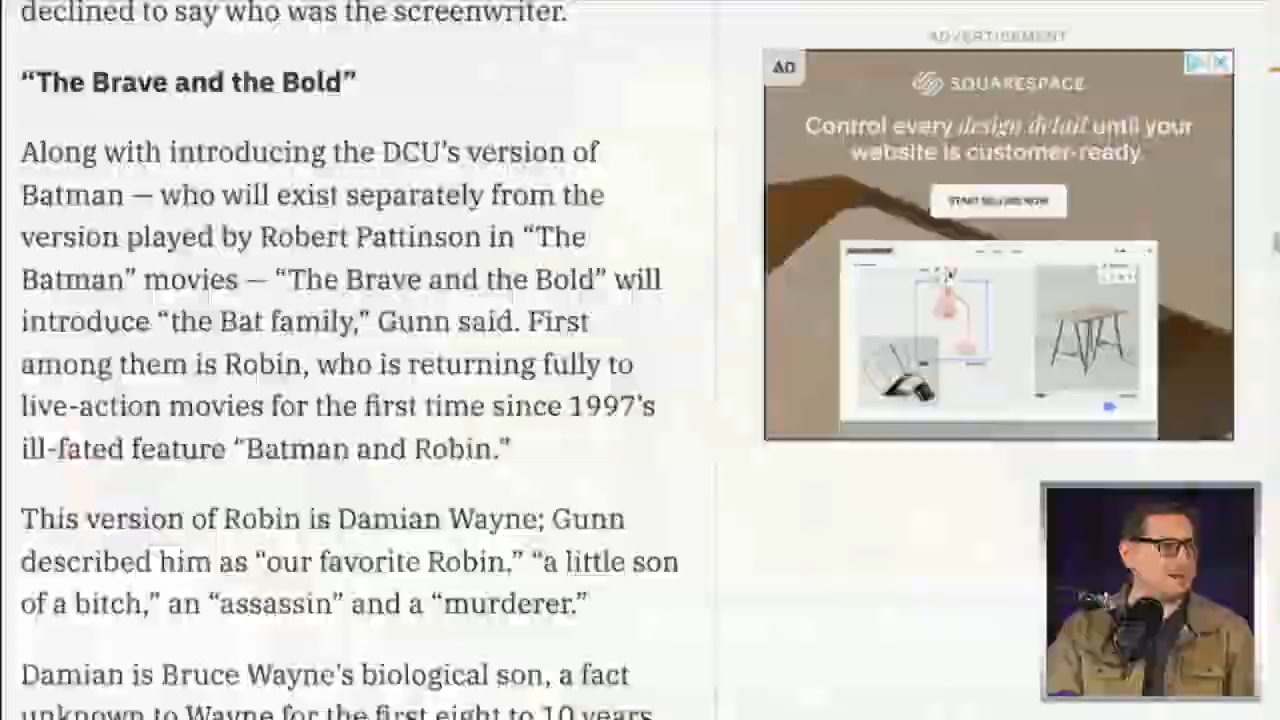 declined to say who was the screenwriter.
“The Brave and the Bold”
Along with introducing the DCU's version of
Batman — who will exist separately from the
version played by Robert Pattinson in “The
Batman” movies — “The Brave and the Bold” will
introduce “the Bat family,” Gunn said. First
among them is Robin, who is returning fully to
live-action movies for the first time since 1997's
ill-fated feature “Batman and Robin.”
This version of Robin is Damian Wayne; Gunn
described him as “our favorite Robin,” “a little son
of a bitch,” an “assassin” and a “murderer.”
Damian is Bruce Wayne's biological son, a fact
unknown to Wayne for the first eight to 10 years
ADVERTISEMENT
AD
SQUARESPACE
Control every design detail until your
website is customer-ready.
START SELLING NOW